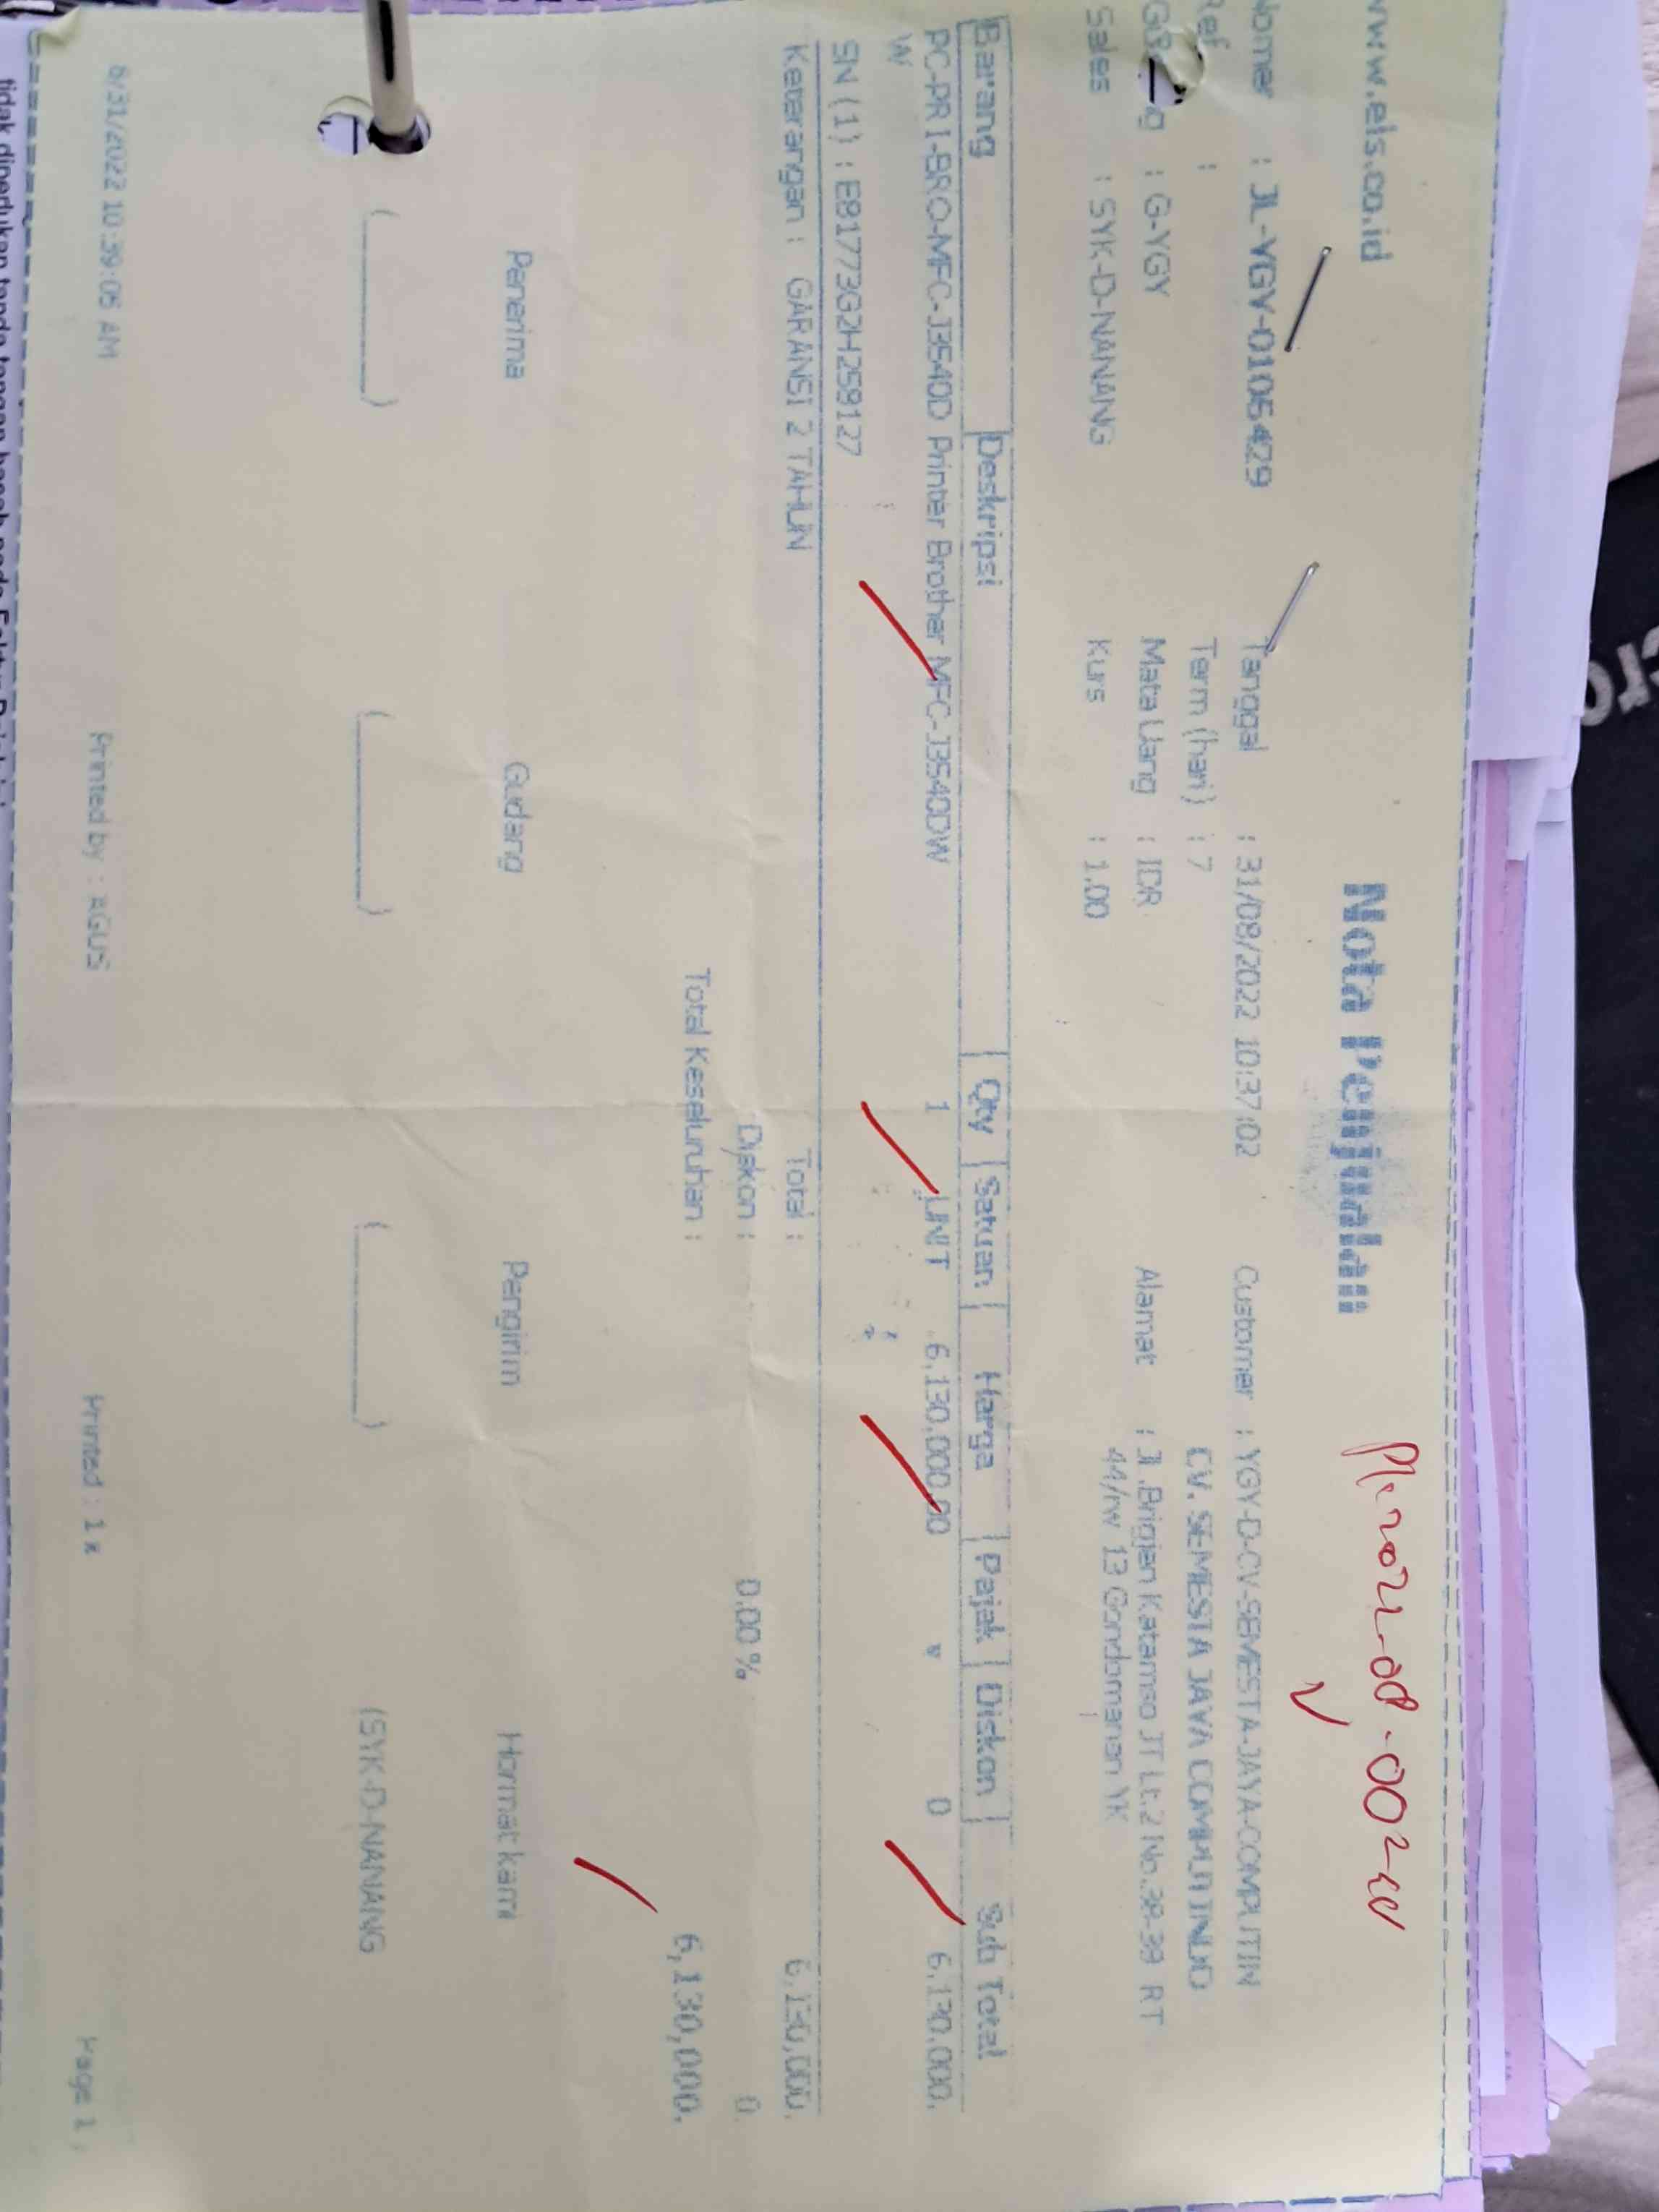 www.els.co.id
Nota Penjualan
Nomer : JL-YGY-0105429
Tanggal : 31/08/2022 10:37:02
Customer : YGY-D-CV-SEMESTA-JAYA-COMPUTIN
Ref :
Term (hari) : 7
CV. SEMESTA JAYA COMPUTINDO
Gudang : G-YGY
Mata Uang : IDR
Alamat : Jl. Brigjen Katamso JT Lt.2 No.38-39 RT
44/rw 13 Gondomanan YK
Sales : SYK-D-NANANG
Kurs : 1.00
Barang Deskripsi Qty Satuan Harga Pajak Diskon Sub Total
PC-PRI-BRO-MFC-J3540D Printer Brother MFC-J3540DW 1 UNIT 6,130,000.00 v 0 6,130,000.
W
SN (1) : E81773G2H259127
Keterangan : GARANSI 2 TAHUN
Total : 6,130,000.
Diskon : 0.00 % 0.
Total Keseluruhan : 6,130,000.
Penerima Gudang Pengirim Hormat kami
(__________) (__________) (__________) (SYK-D-NANANG
8/31/2022 10:39:06 AM Printed by : AGUS Printed : 1 x Page 1